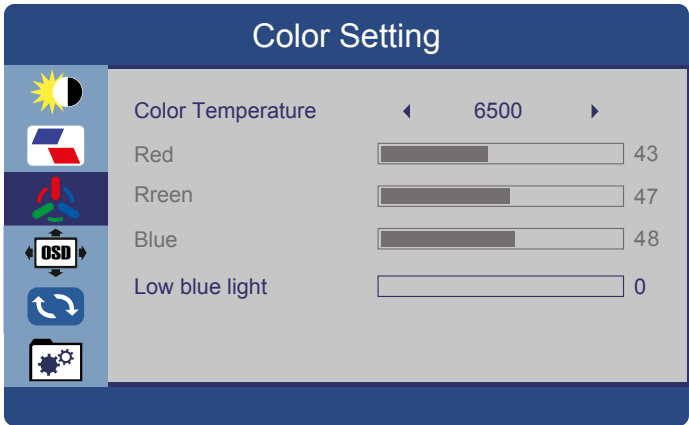 Color Setting
Color Temperature 6500
Red 43
Rreen 47
Blue 48
OSD
Low blue light 0